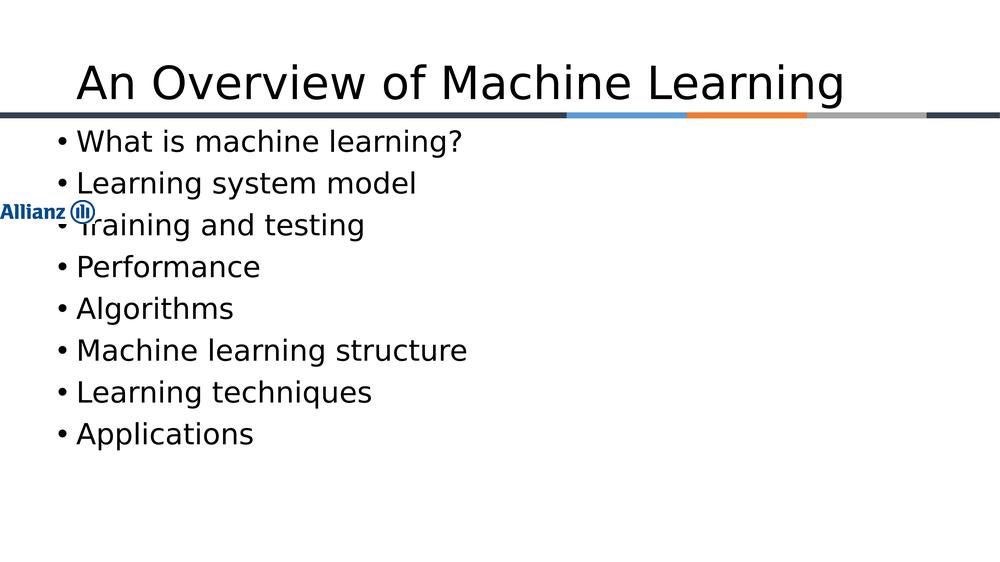 An Overview of Machine Learning
• What is machine learning?
• Learning system model
Allianz
• Training and testing
• Performance
• Algorithms
• Machine learning structure
• Learning techniques
• Applications